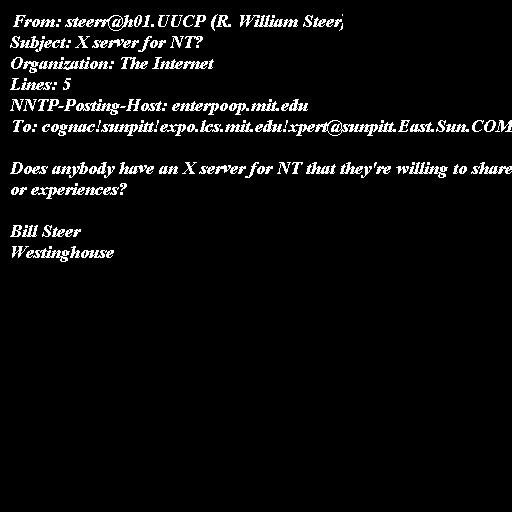 From: steerr@h01.UUCP (R. William Steer)
Subject: X server for NT?
Organization: The Internet
Lines: 5
NNTP-Posting-Host: enterpoop.mit.edu
To: cognac!sunpitt!expo.lcs.mit.edu!xpert@sunpitt.East.Sun.COM
Does anybody have an X server for NT that they're willing to share
or experiences?
Bill Steer
Westinghouse